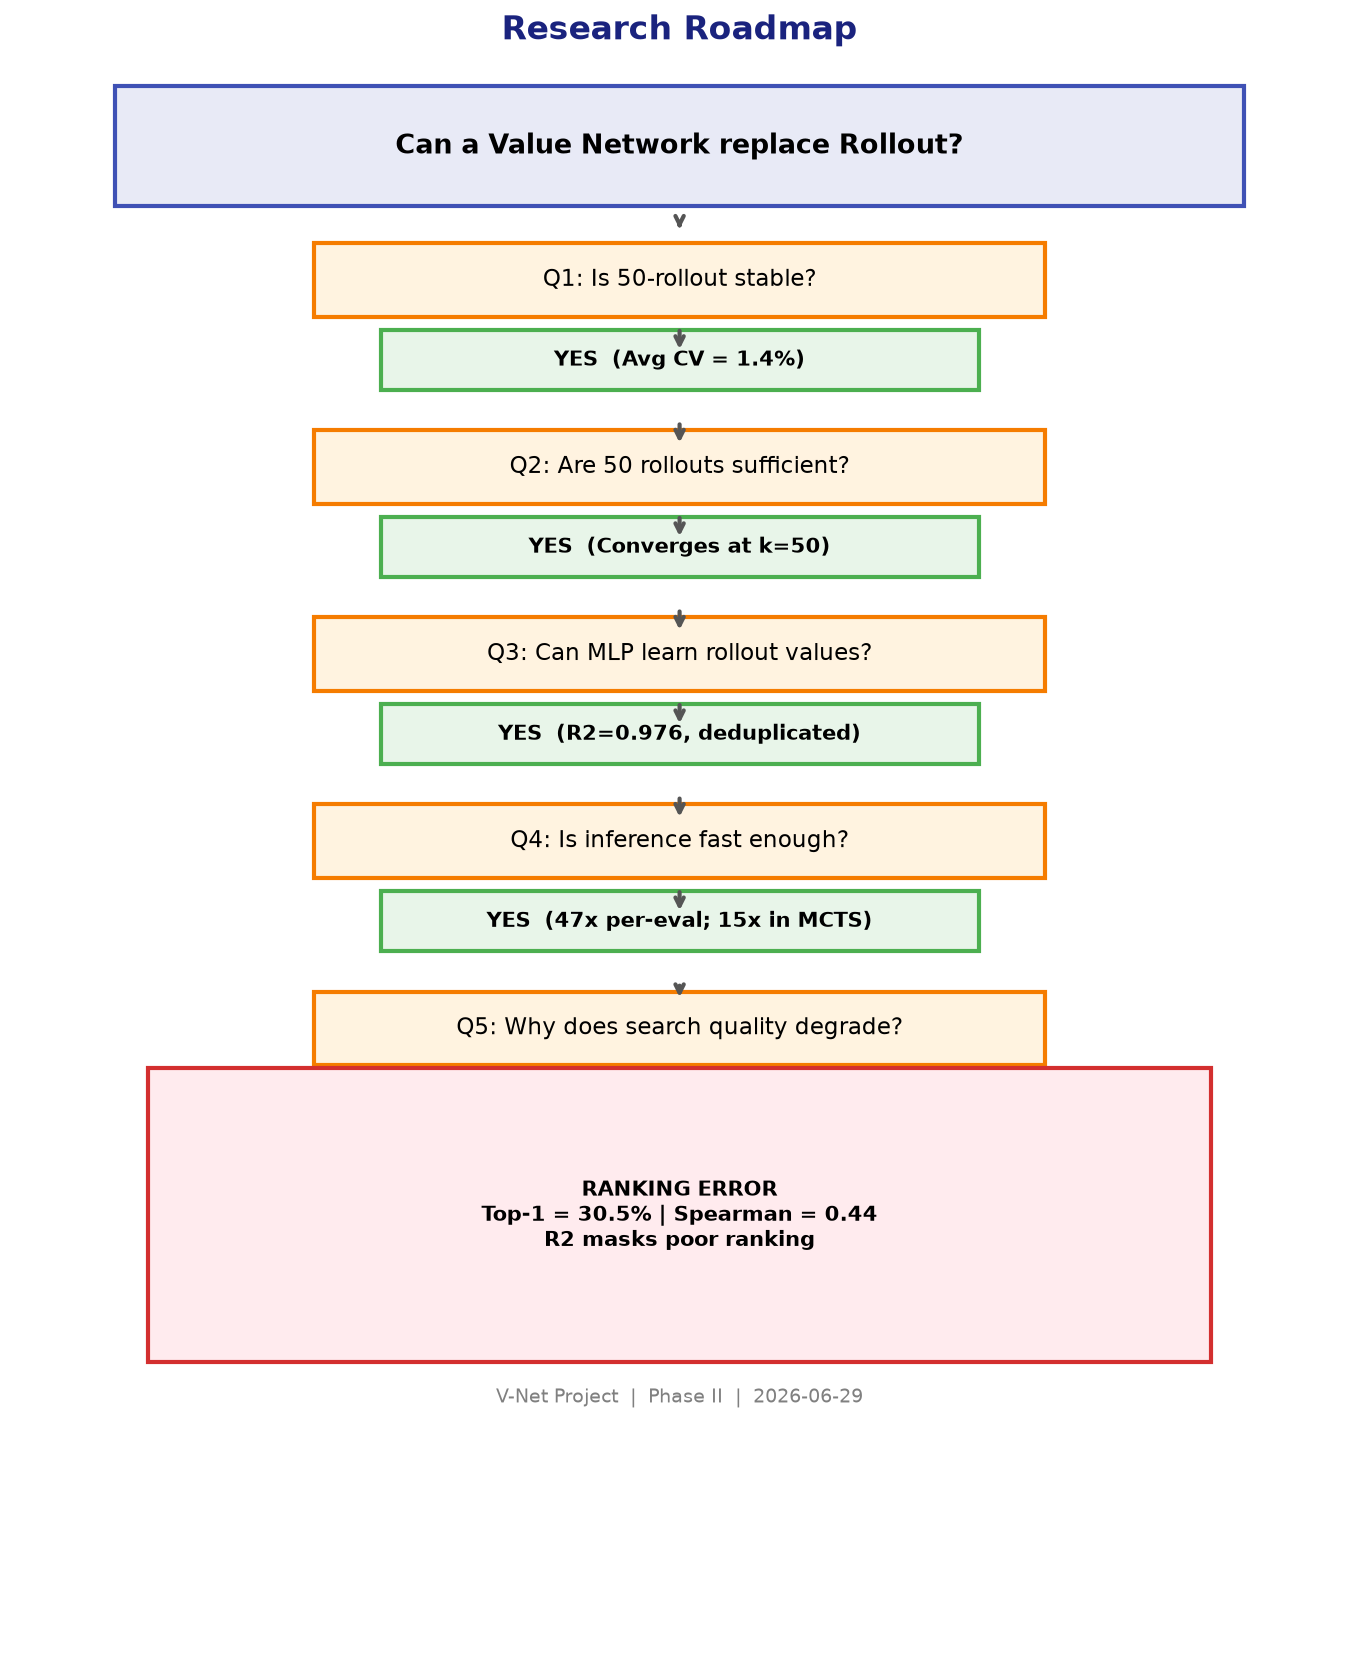 Research Roadmap
Can a Value Network replace Rollout?
Q1: Is 50-rollout stable?
YES  (Avg CV = 1.4%)
Q2: Are 50 rollouts sufficient?
YES  (Converges at k=50)
Q3: Can MLP learn rollout values?
YES  (R2=0.976, deduplicated)
Q4: Is inference fast enough?
YES  (47x per-eval; 15x in MCTS)
Q5: Why does search quality degrade?
RANKING ERROR
Top-1 = 30.5% | Spearman = 0.44
R2 masks poor ranking
V-Net Project  |  Phase II  |  2026-06-29